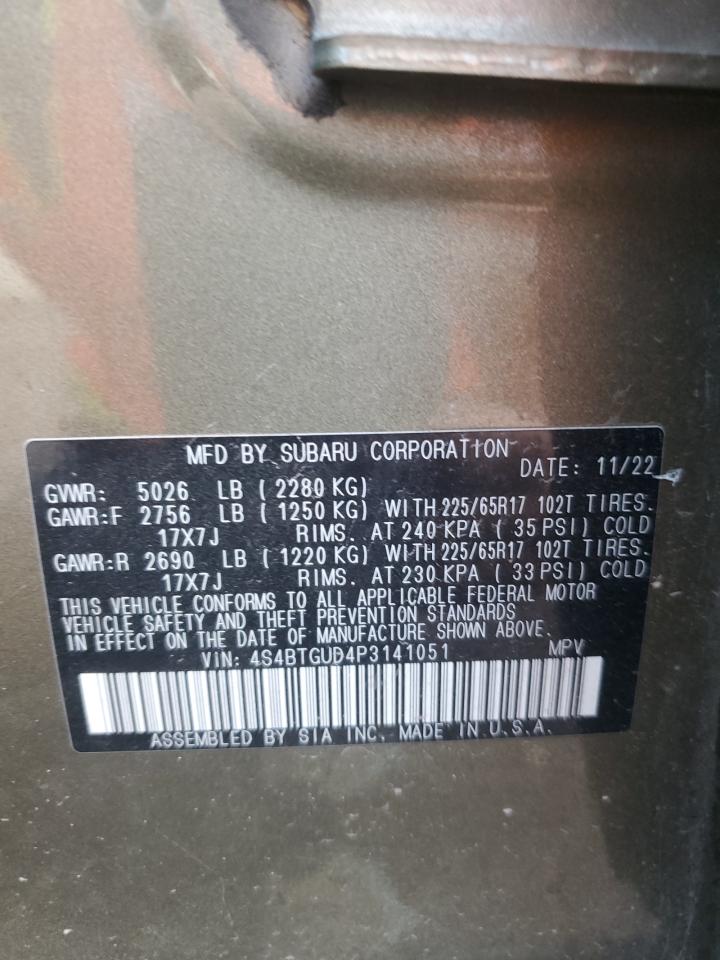 MFD BY SUBARU CORPORATION
DATE: 11/22
GVWR: 5026 LB ( 2280 KG)
GAWR:F 2756 LB ( 1250 KG) WITH 225/65R17 102T TIRES.
17X7J RIMS. AT 240 KPA ( 35 PSI) COLD
GAWR:R 2690 LB ( 1220 KG) WITH 225/65R17 102T TIRES.
17X7J RIMS. AT 230 KPA ( 33 PSI) COLD
THIS VEHICLE CONFORMS TO ALL APPLICABLE FEDERAL MOTOR
VEHICLE SAFETY AND THEFT PREVENTION STANDARDS
IN EFFECT ON THE DATE OF MANUFACTURE SHOWN ABOVE.
VIN: 4S4BTGUD4P3141051 MPV
ASSEMBLED BY SIA INC. MADE IN U.S.A.